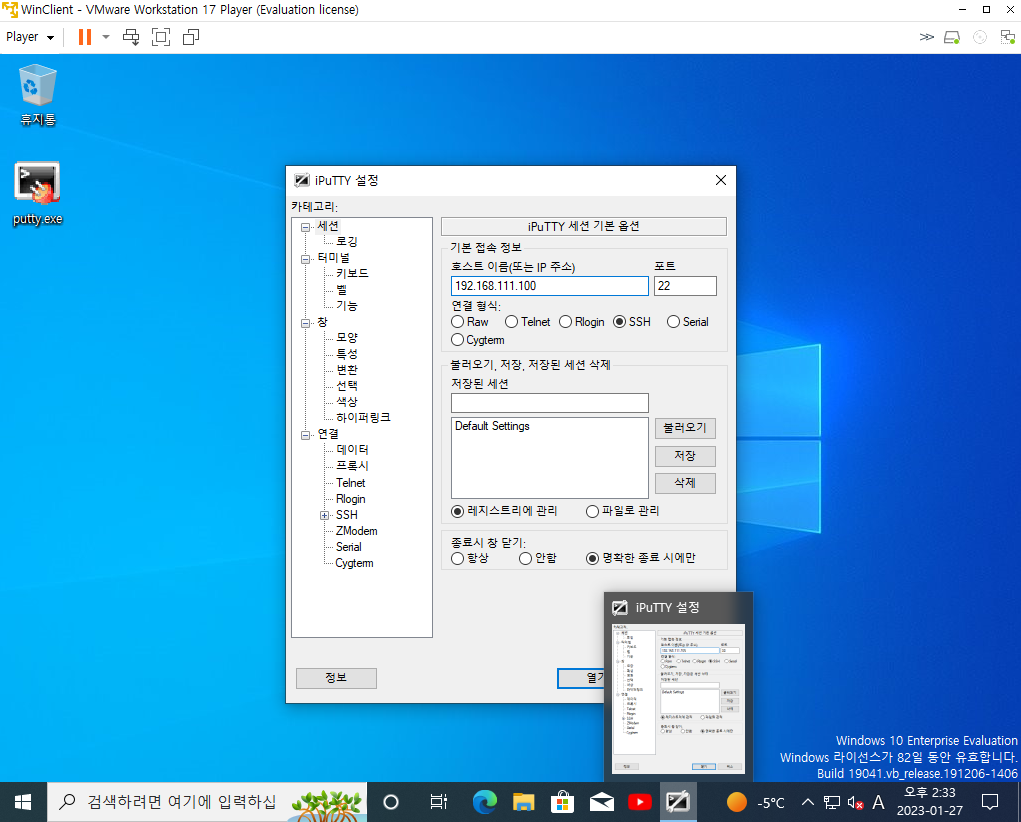 WinClient - VMware Workstation 17 Player (Evaluation license)
Player
휴지통
putty.exe
iPuTTY 설정
카테고리:
세션
로깅
터미널
키보드
벨
기능
창
모양
특성
변환
선택
색상
하이퍼링크
연결
데이터
프록시
Telnet
Rlogin
SSH
ZModem
Serial
Cygterm
iPuTTY 세션 기본 옵션
기본 접속 정보
호스트 이름(또는 IP 주소) 포트
192.168.111.100 22
연결 형식:
Raw Telnet Rlogin SSH Serial
Cygterm
불러오기, 저장, 저장된 세션 삭제
저장된 세션
Default Settings
불러오기
저장
삭제
레지스트리에 관리 파일로 관리
종료시 창 닫기:
항상 안함 명확한 종료 시에만
정보
iPuTTY 설정
Windows 10 Enterprise Evaluation
Windows 라이선스가 82일 동안 유효합니다.
Build 19041.vb_release.191206-1406
검색하려면 여기에 입력하십
-5°C
A
오후 2:33
2023-01-27